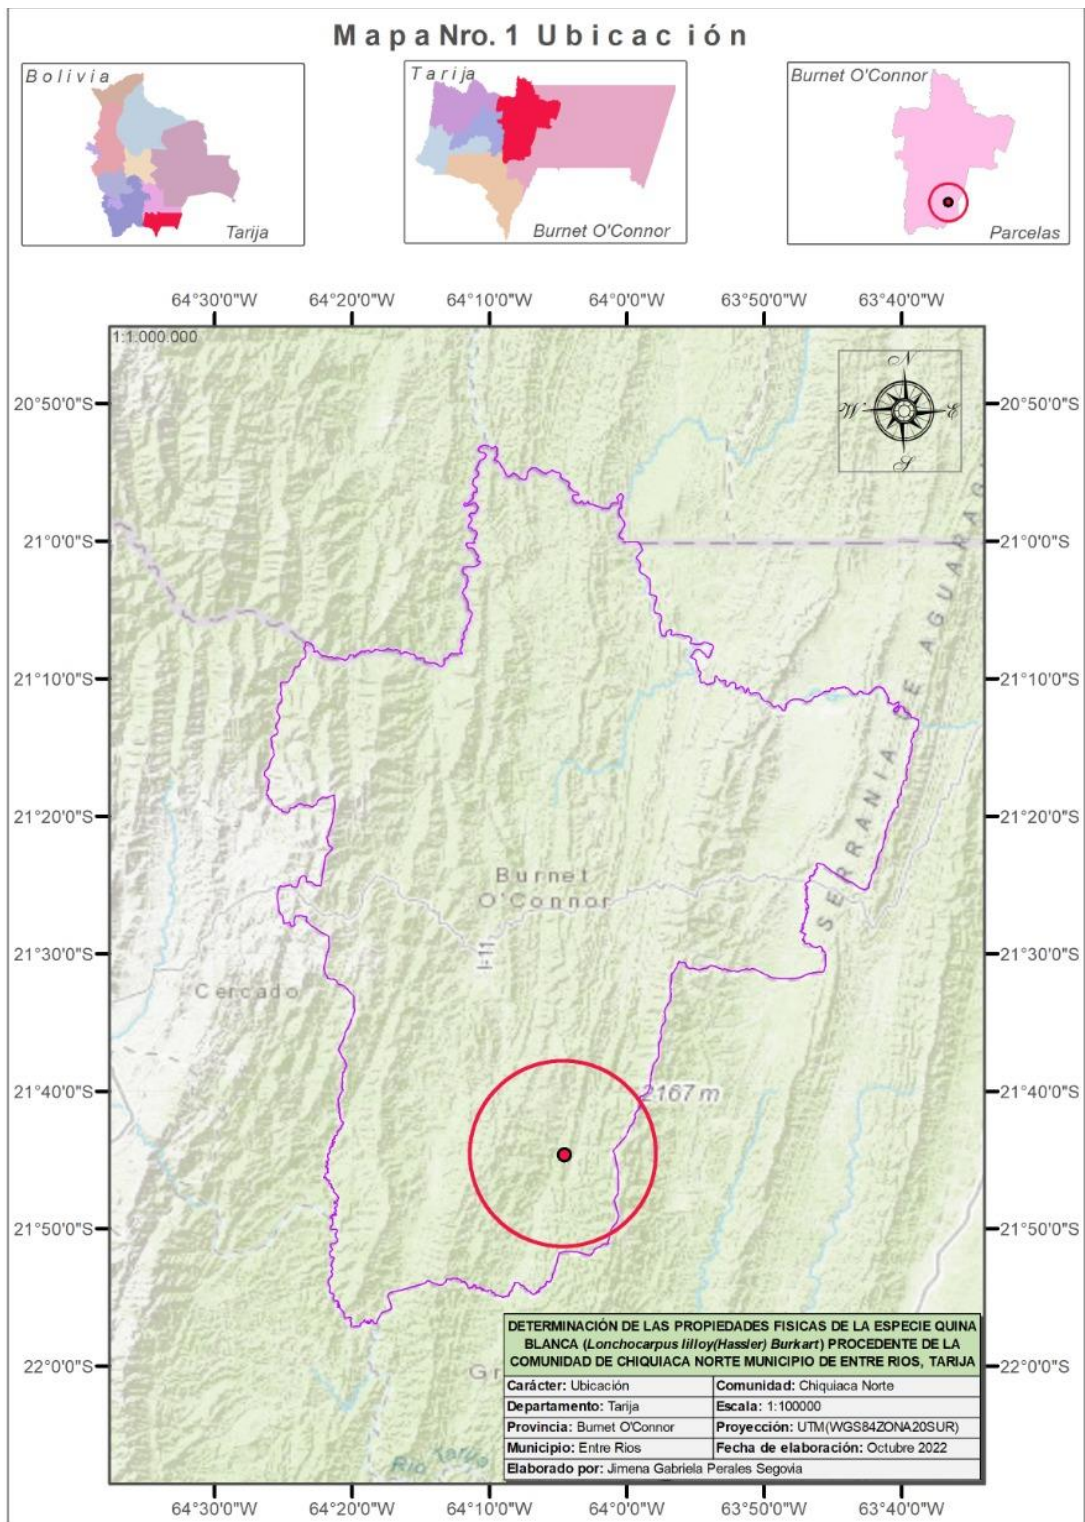 Mapa Nro. 1 Ubicación
Bolivia
Tarija
Tarija
Burnet O'Connor
Burnet O'Connor
Parcelas
64°30'0"W 64°20'0"W 64°10'0"W 64°0'0"W 63°50'0"W 63°40'0"W
1:1.000.000
N
W E
S
20°50'0"S 20°50'0"S
21°0'0"S 21°0'0"S
21°10'0"S 21°10'0"S
21°20'0"S 21°20'0"S
SERRANIA DE AGUARAG
Burnet
O'Connor
I-11
21°30'0"S 21°30'0"S
Cercado
21°40'0"S 21°40'0"S
2167 m
21°50'0"S 21°50'0"S
22°0'0"S 22°0'0"S
Gr
Rio Tarija
DETERMINACIÓN DE LAS PROPIEDADES FISICAS DE LA ESPECIE QUINA
BLANCA (Lonchocarpus lilloy(Hassler) Burkart) PROCEDENTE DE LA
COMUNIDAD DE CHIQUIACA NORTE MUNICIPIO DE ENTRE RIOS, TARIJA
Carácter: Ubicación Comunidad: Chiquiaca Norte
Departamento: Tarija Escala: 1:100000
Provincia: Burnet O'Connor Proyección: UTM(WGS84ZONA20SUR)
Municipio: Entre Rios Fecha de elaboración: Octubre 2022
Elaborado por: Jimena Gabriela Perales Segovia
64°30'0"W 64°20'0"W 64°10'0"W 64°0'0"W 63°50'0"W 63°40'0"W